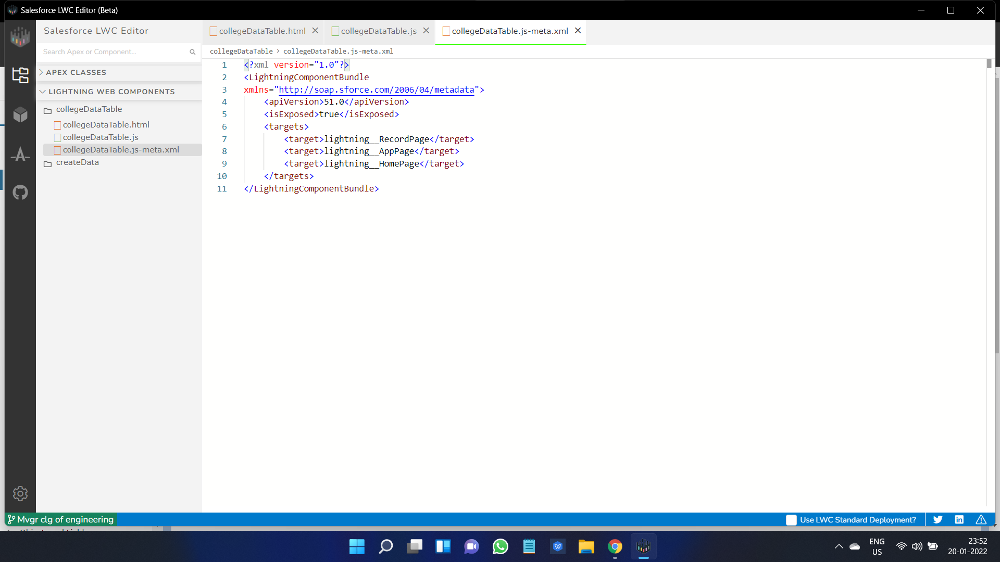 Salesforce LWC Editor (Beta)
Salesforce LWC Editor
Search Apex or Component...
APEX CLASSES
LIGHTNING WEB COMPONENTS
collegeDataTable
collegeDataTable.html
collegeDataTable.js
collegeDataTable.js-meta.xml
createData
collegeDataTable.html
collegeDataTable.js
collegeDataTable.js-meta.xml
collegeDataTable > collegeDataTable.js-meta.xml
1 <?xml version="1.0"?>
2 <LightningComponentBundle
3 xmlns="http://soap.sforce.com/2006/04/metadata">
4 <apiVersion>51.0</apiVersion>
5 <isExposed>true</isExposed>
6 <targets>
7 <target>lightning__RecordPage</target>
8 <target>lightning__AppPage</target>
9 <target>lightning__HomePage</target>
10 </targets>
11 </LightningComponentBundle>
Mvgr clg of engineering
Use LWC Standard Deployment?
ENG
US
23:52
20-01-2022